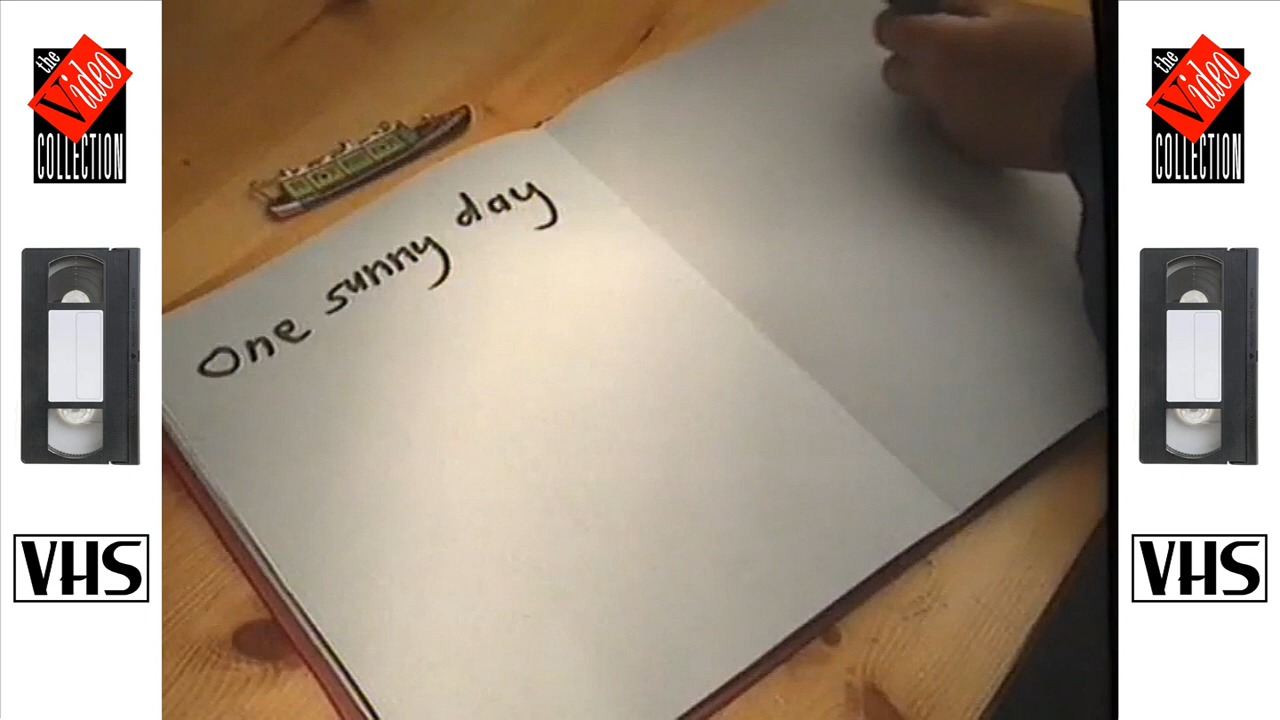 the
Video
COLLECTION
VHS
One sunny day
the
Video
COLLECTION
VHS